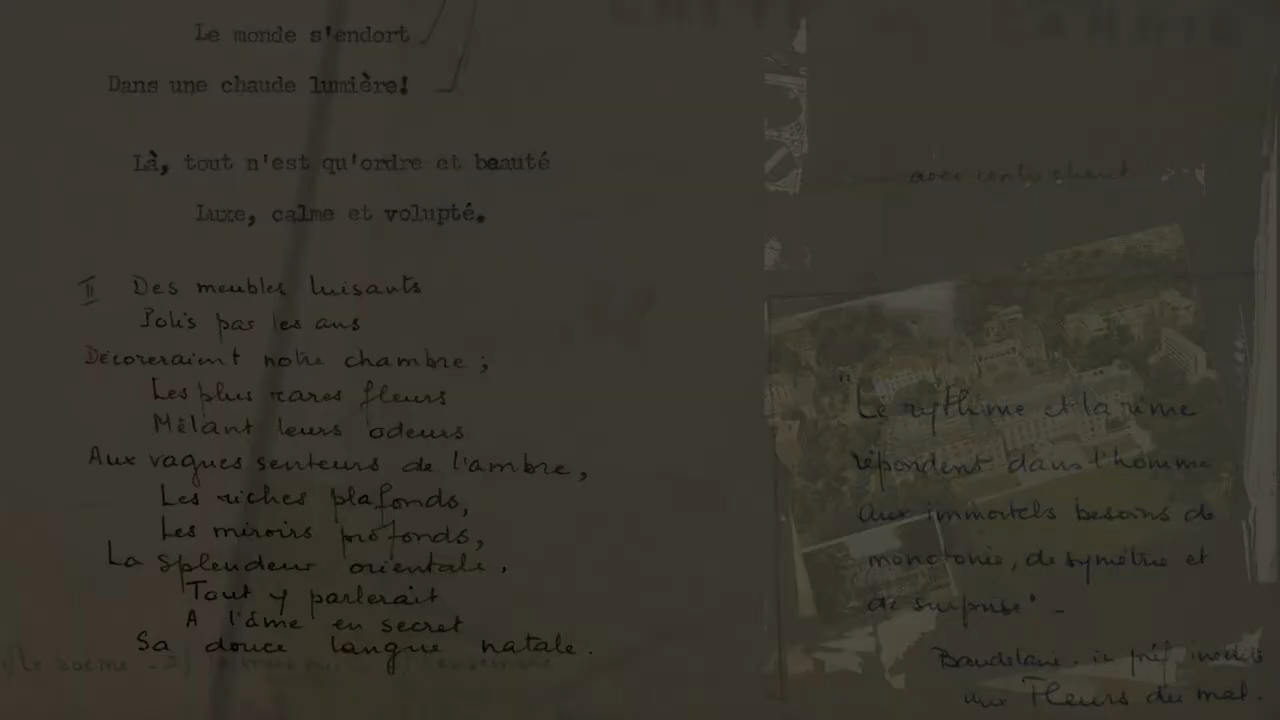 Le monde s'endort
Dans une chaude lumière!
Là, tout n'est qu'ordre et beauté
Luxe, calme et volupté.
II Des meubles luisants
Polis par les ans
Décoreraient notre chambre ;
Les plus rares fleurs
Mêlant leurs odeurs
Aux vagues senteurs de l'ambre,
Les riches plafonds,
Les miroirs profonds,
La splendeur orientale,
Tout y parlerait
A l'âme en secret
Sa douce langue natale.
"Le rythme et la rime
répondent dans l'homme
aux immortels besoins de
monotonie, de symétrie et
de surprise" -
Baudelaire. in préf inédite
aux Fleurs du mal.